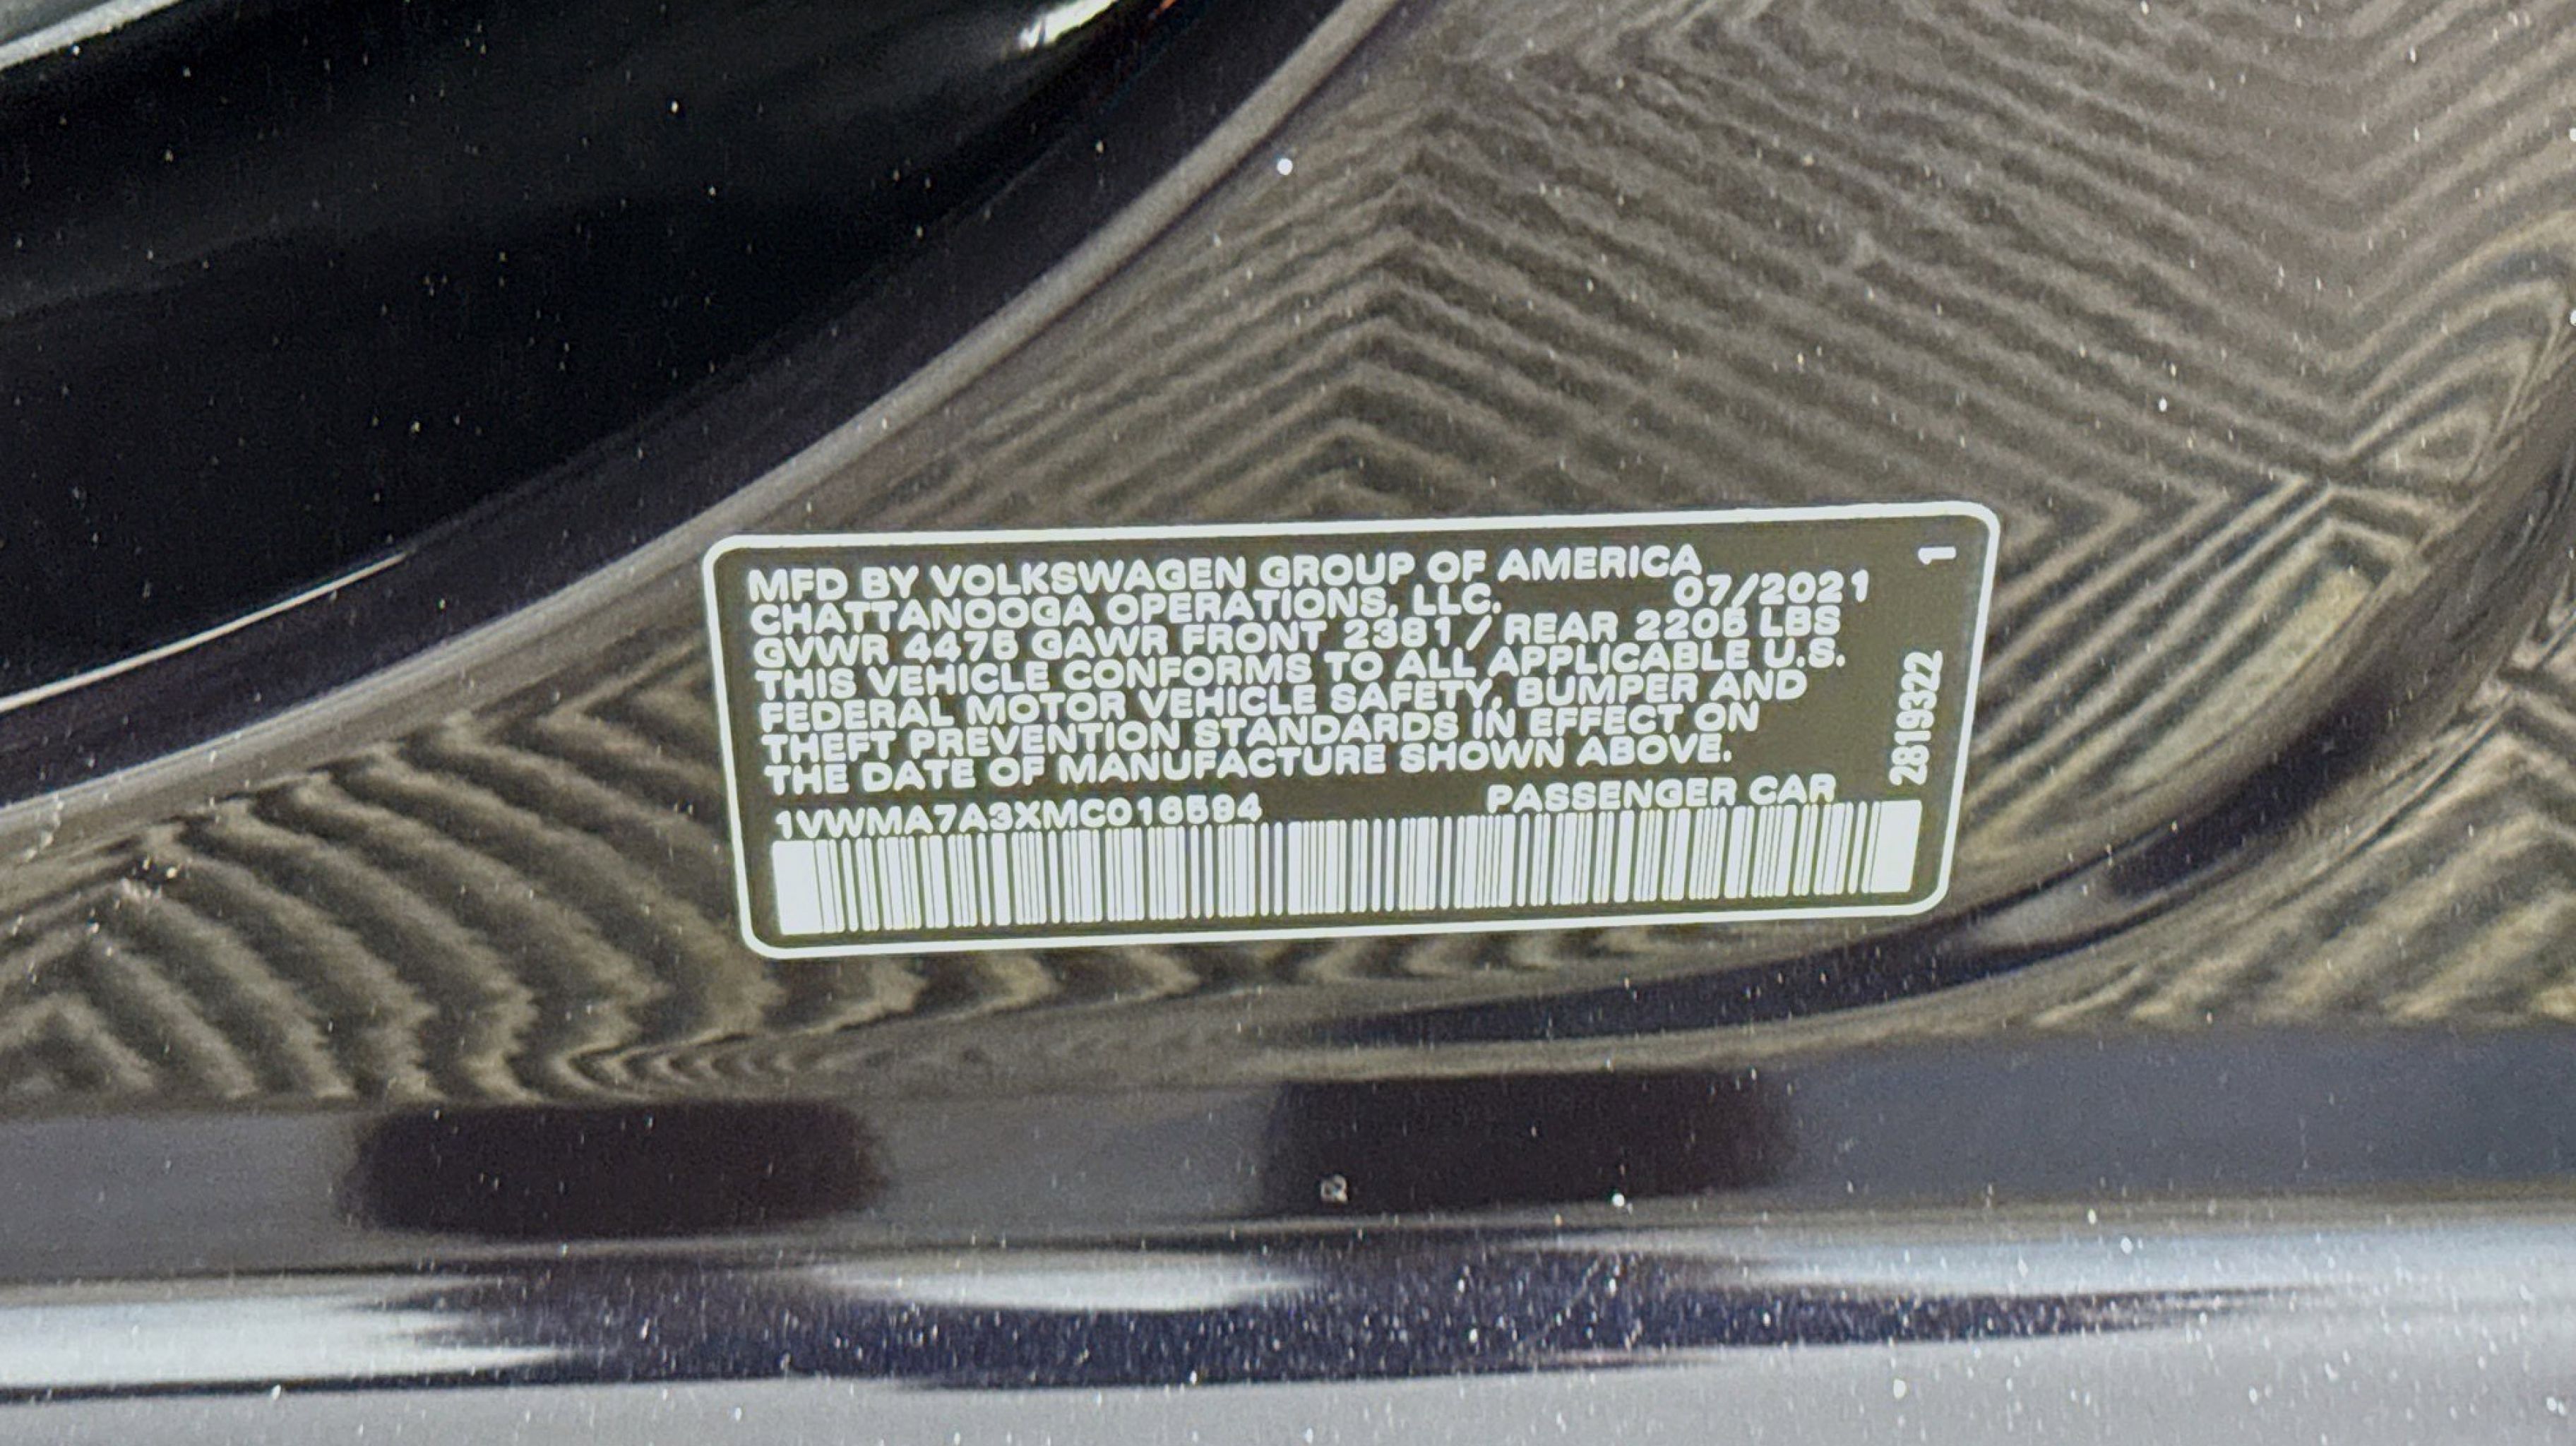 MFD BY VOLKSWAGEN GROUP OF AMERICA
CHATTANOOGA OPERATIONS, LLC. 07/2021
GVWR 4475 GAWR FRONT 2381 / REAR 2205 LBS
THIS VEHICLE CONFORMS TO ALL APPLICABLE U.S.
FEDERAL MOTOR VEHICLE SAFETY, BUMPER AND
THEFT PREVENTION STANDARDS IN EFFECT ON
THE DATE OF MANUFACTURE SHOWN ABOVE.
1VWMA7A3XMC016594 PASSENGER CAR
2819322 1